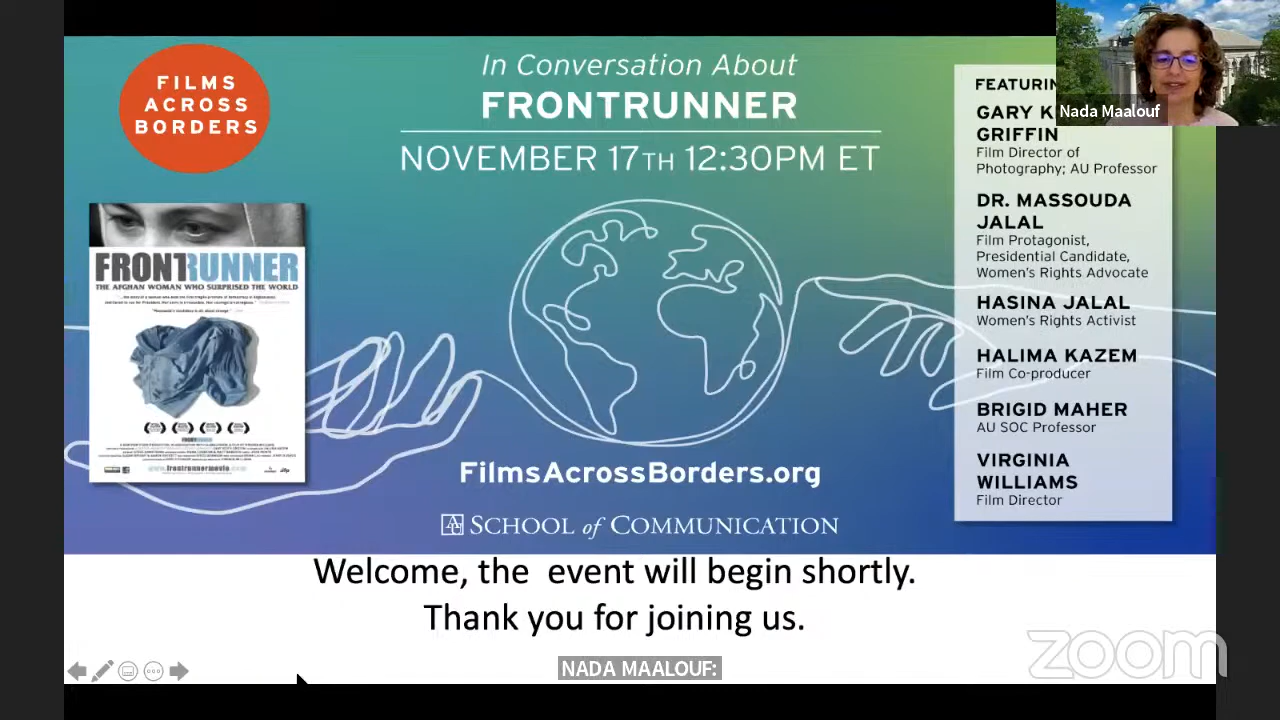 FILMS
ACROSS
BORDERS
In Conversation About
FRONTRUNNER
NOVEMBER 17TH 12:30PM ET
FRONTRUNNER
THE AFGHAN WOMAN WHO SURPRISED THE WORLD
www.frontrunnermovie.com
FilmsAcrossBorders.org
AU SCHOOL of COMMUNICATION
FEATURIN
GARY K
GRIFFIN
Film Director of
Photography; AU Professor
DR. MASSOUDA
JALAL
Film Protagonist,
Presidential Candidate,
Women's Rights Advocate
HASINA JALAL
Women's Rights Activist
HALIMA KAZEM
Film Co-producer
BRIGID MAHER
AU SOC Professor
VIRGINIA
WILLIAMS
Film Director
Nada Maalouf
Welcome, the event will begin shortly.
Thank you for joining us.
NADA MAALOUF:
zoom